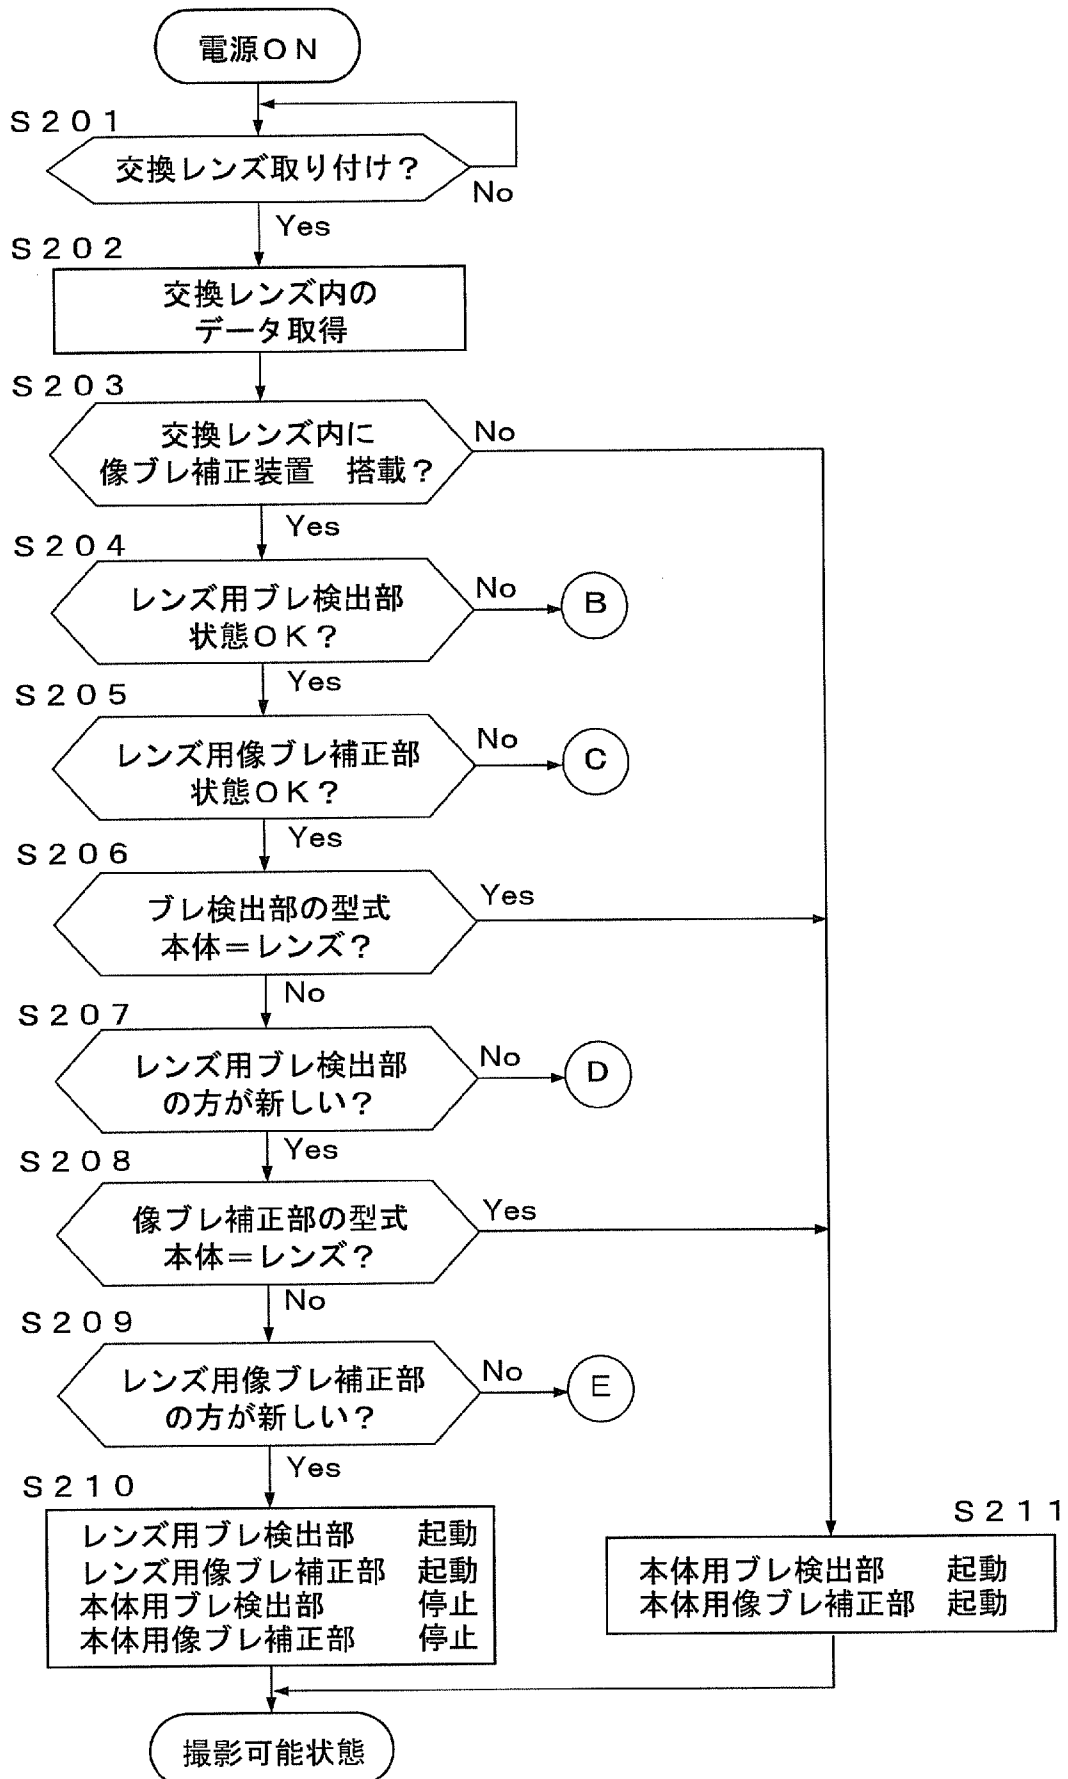 電源ON
S201
交換レンズ取り付け？
No
Yes
S202
交換レンズ内の
データ取得
S203
交換レンズ内に
像ブレ補正装置　搭載？
No
Yes
S204
レンズ用ブレ検出部
状態OK？
No
B
Yes
S205
レンズ用像ブレ補正部
状態OK？
No
C
Yes
S206
ブレ検出部の型式
本体＝レンズ？
Yes
No
S207
レンズ用ブレ検出部
の方が新しい？
No
D
Yes
S208
像ブレ補正部の型式
本体＝レンズ？
Yes
No
S209
レンズ用像ブレ補正部
の方が新しい？
No
E
Yes
S210
レンズ用ブレ検出部　起動
レンズ用像ブレ補正部　起動
本体用ブレ検出部　停止
本体用像ブレ補正部　停止
S211
本体用ブレ検出部　起動
本体用像ブレ補正部　起動
撮影可能状態